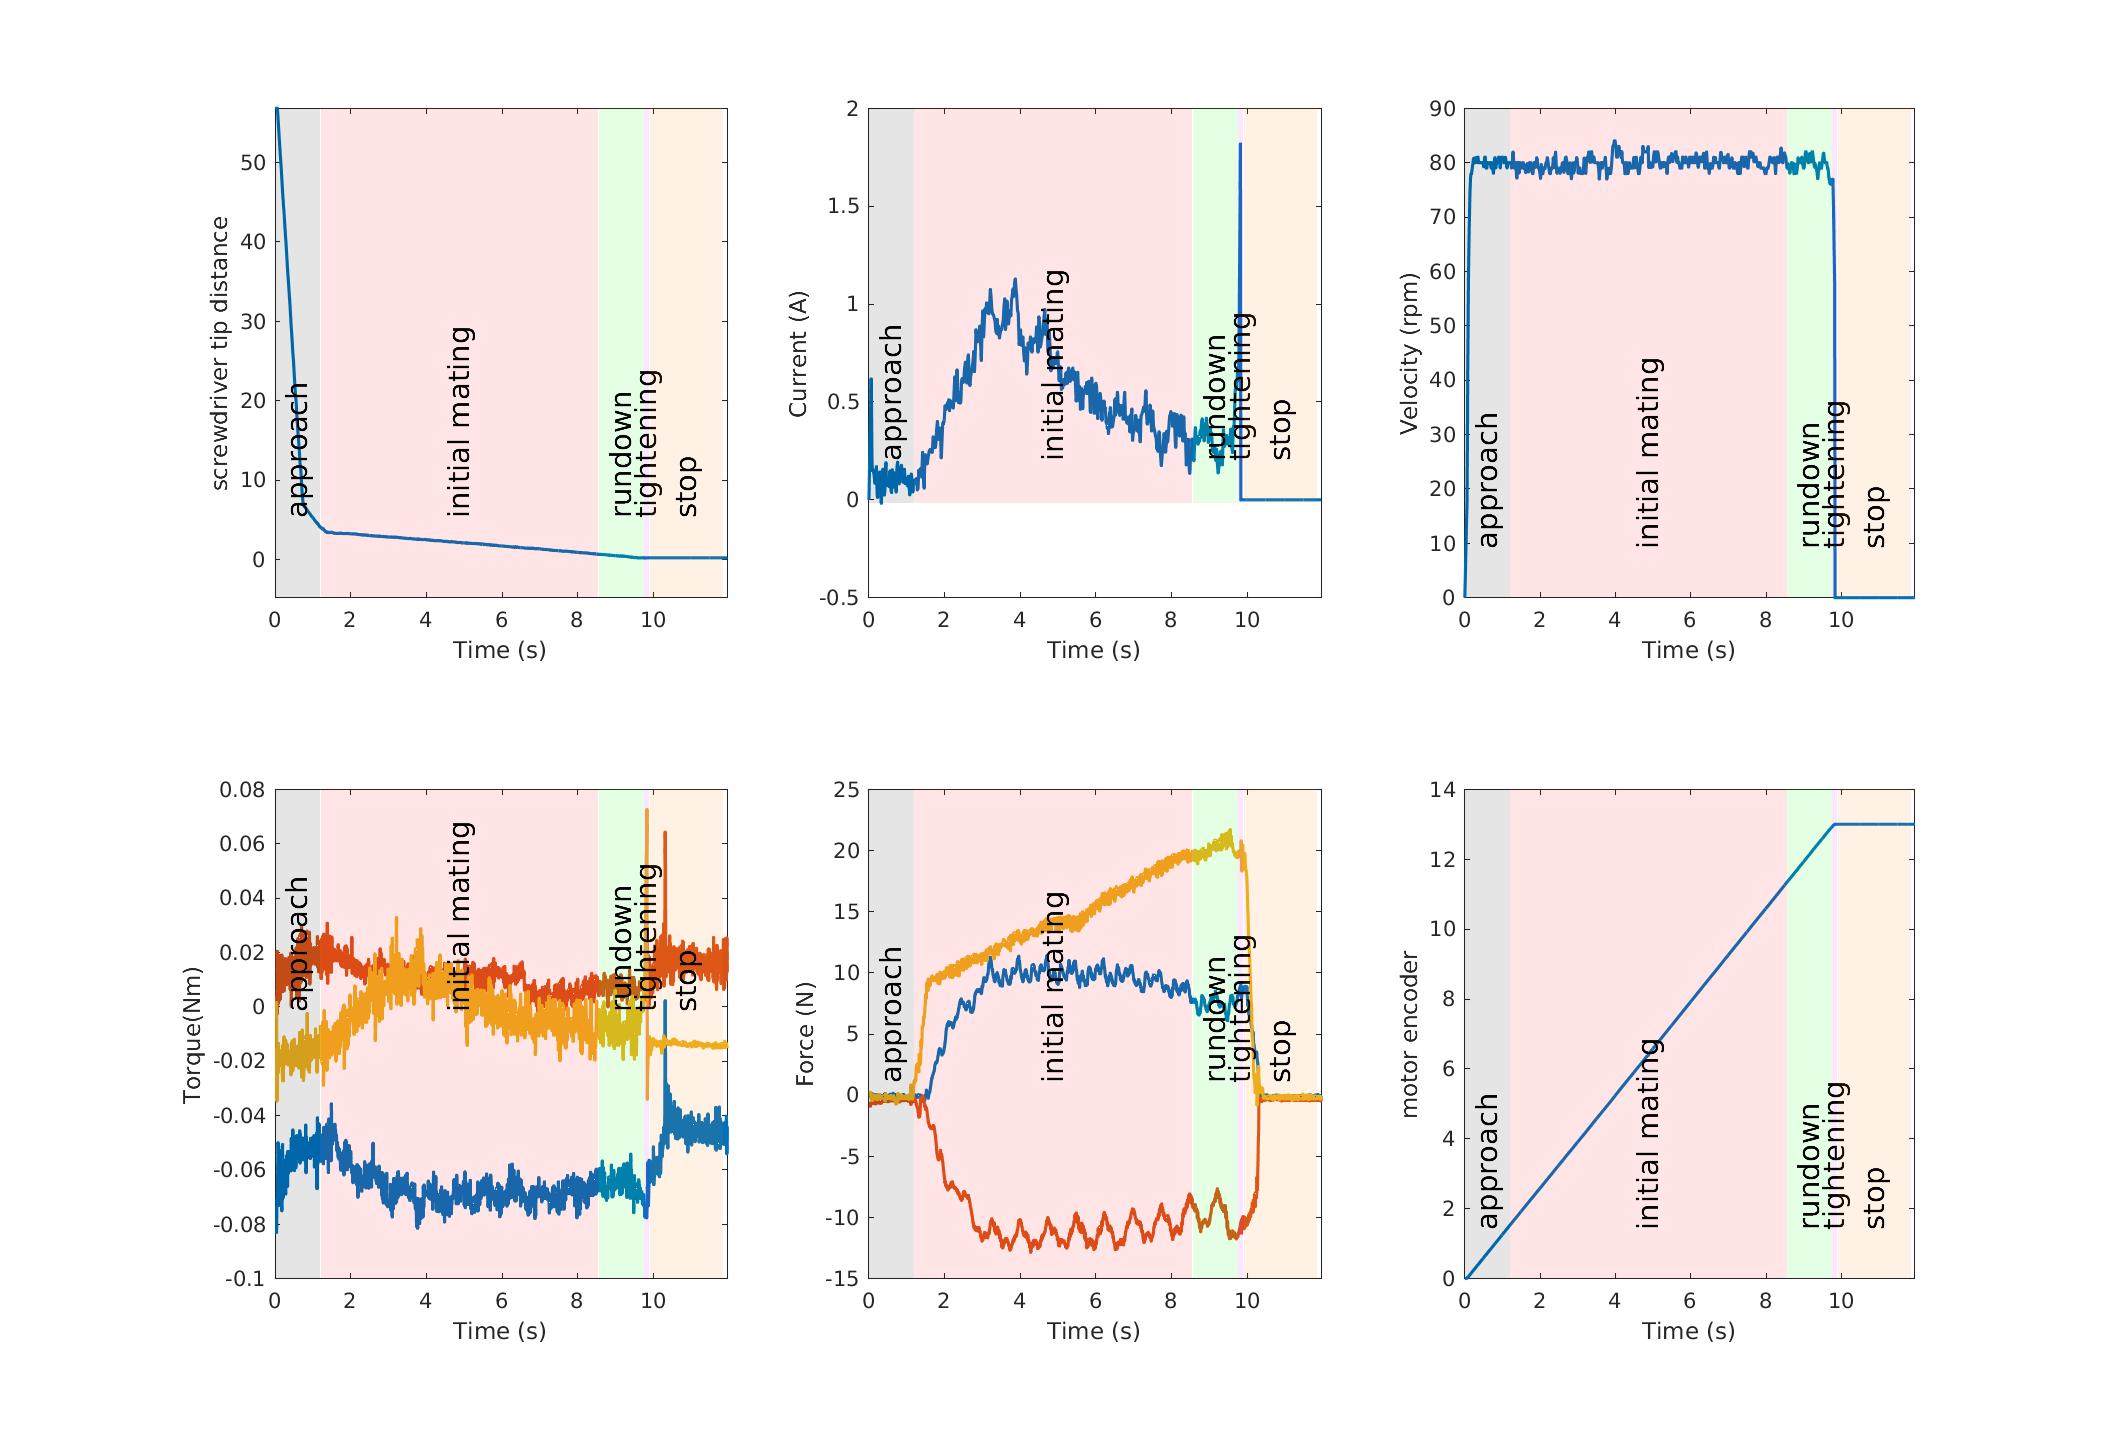 screwdriver tip distance
50
40
30
20
10
0
approach
initial mating
rundown
tightening
stop
0 2 4 6 8 10
Time (s)
Current (A)
2
1.5
1
0.5
0
-0.5
approach
initial mating
rundown
tightening
stop
0 2 4 6 8 10
Time (s)
Velocity (rpm)
90
80
70
60
50
40
30
20
10
0
approach
initial mating
rundown
tightening
stop
0 2 4 6 8 10
Time (s)
Torque(Nm)
0.08
0.06
0.04
0.02
0
-0.02
-0.04
-0.06
-0.08
-0.1
approach
initial mating
rundown
tightening
stop
0 2 4 6 8 10
Time (s)
Force (N)
25
20
15
10
5
0
-5
-10
-15
approach
initial mating
rundown
tightening
stop
0 2 4 6 8 10
Time (s)
motor encoder
14
12
10
8
6
4
2
0
approach
initial mating
rundown
tightening
stop
0 2 4 6 8 10
Time (s)